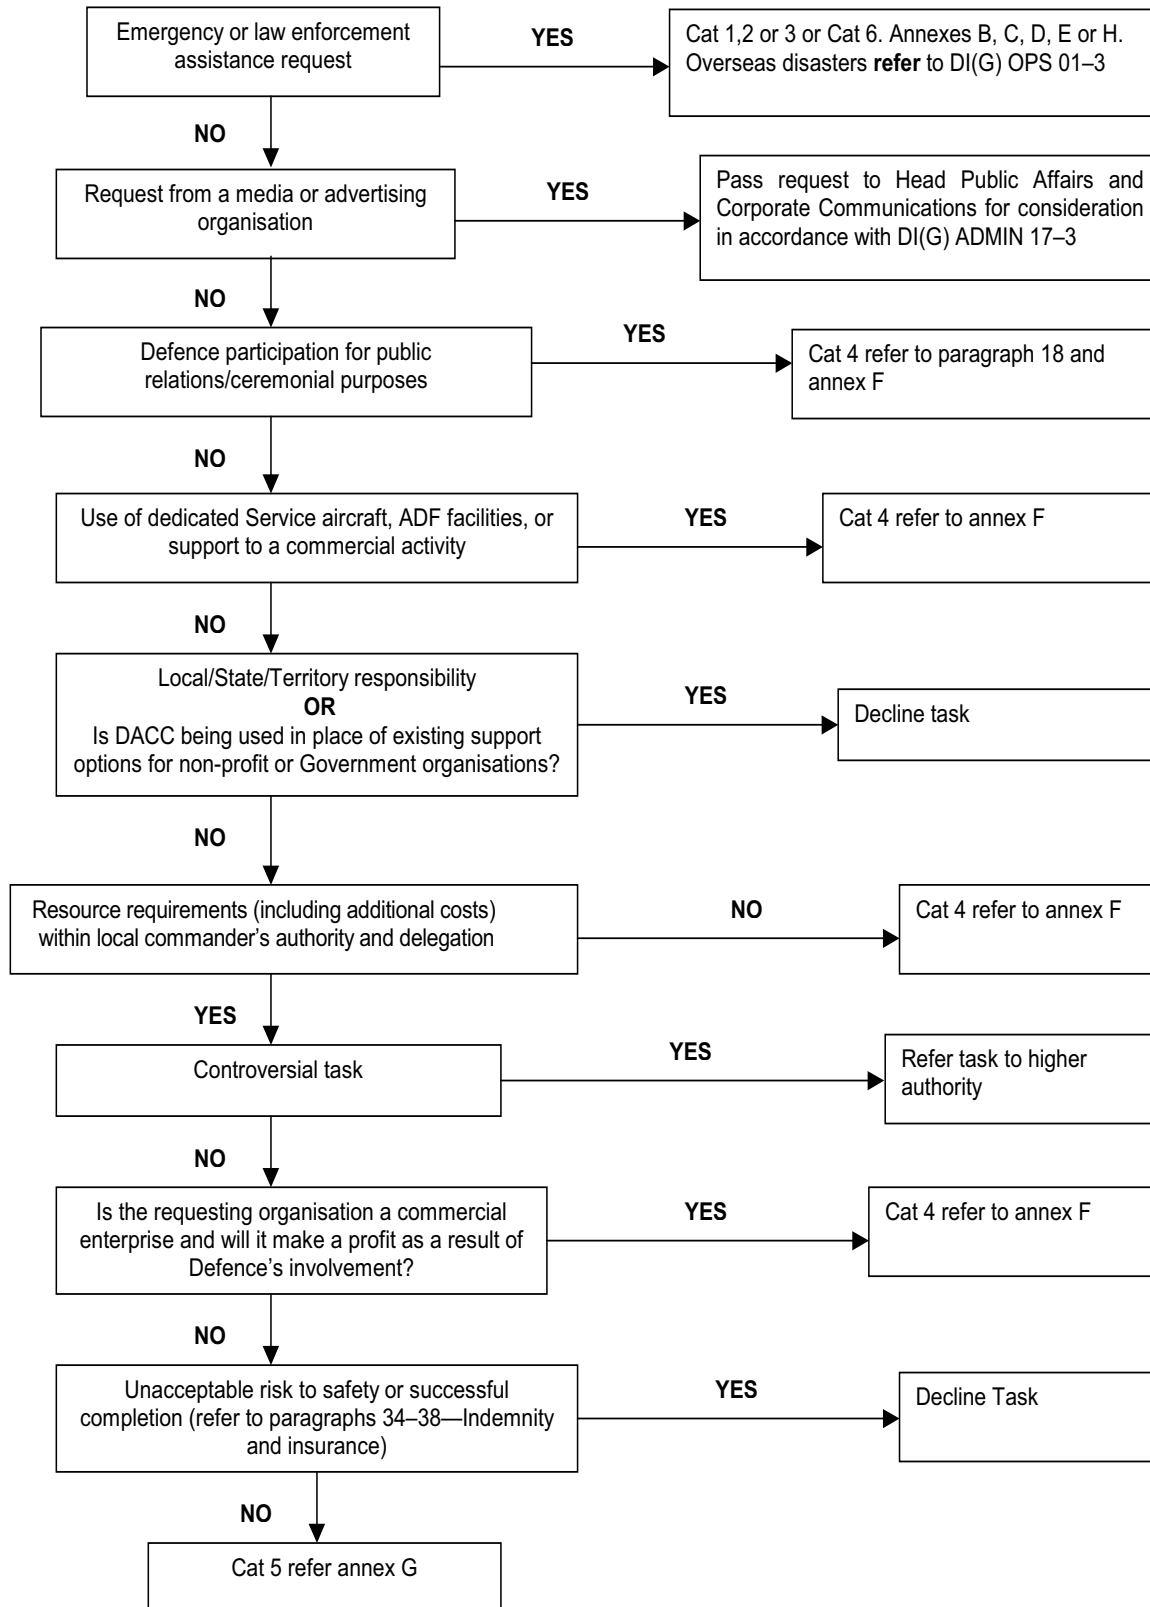 Emergency or law enforcement
assistance request
YES
Cat 1,2 or 3 or Cat 6. Annexes B, C, D, E or H.
Overseas disasters refer to DI(G) OPS 01–3
NO
Request from a media or advertising
organisation
YES
Pass request to Head Public Affairs and
Corporate Communications for consideration
in accordance with DI(G) ADMIN 17–3
NO
Defence participation for public
relations/ceremonial purposes
YES
Cat 4 refer to paragraph 18 and
annex F
NO
Use of dedicated Service aircraft, ADF facilities, or
support to a commercial activity
YES
Cat 4 refer to annex F
NO
Local/State/Territory responsibility
OR
Is DACC being used in place of existing support
options for non-profit or Government organisations?
YES
Decline task
NO
Resource requirements (including additional costs)
within local commander’s authority and delegation
NO
Cat 4 refer to annex F
YES
Controversial task
YES
Refer task to higher
authority
NO
Is the requesting organisation a commercial
enterprise and will it make a profit as a result of
Defence’s involvement?
YES
Cat 4 refer to annex F
NO
Unacceptable risk to safety or successful
completion (refer to paragraphs 34–38—Indemnity
and insurance)
YES
Decline Task
NO
Cat 5 refer annex G